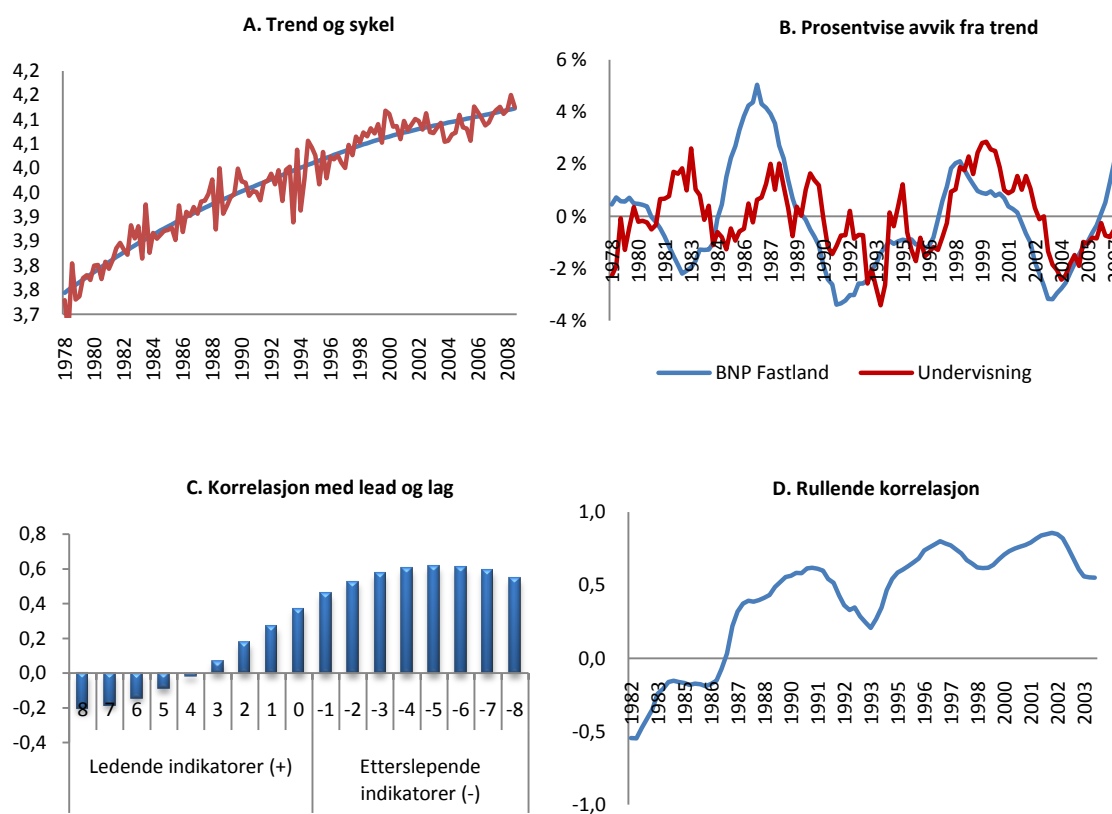 A. Trend og sykel
4,2
4,2
4,1
4,1
4,0
4,0
3,9
3,9
3,8
3,8
3,7
1978 1980 1982 1984 1986 1988 1990 1992 1994 1996 1998 2000 2002 2004 2006 2008
B. Prosentvise avvik fra trend
6 %
4 %
2 %
0 %
-2 %
-4 %
1978 1980 1981 1983 1984 1986 1987 1989 1990 1992 1993 1995 1996 1998 1999 2001 2002 2004 2005 2007
BNP Fastland Undervisning
C. Korrelasjon med lead og lag
0,8
0,6
0,4
0,2
0,0
-0,2
-0,4
8 7 6 5 4 3 2 1 0 -1 -2 -3 -4 -5 -6 -7 -8
Ledende indikatorer (+)
Etterslepende
indikatorer (-)
D. Rullende korrelasjon
1,0
0,5
0,0
-0,5
-1,0
1982 1983 1985 1986 1987 1988 1990 1991 1992 1993 1995 1996 1997 1998 2000 2001 2002 2003